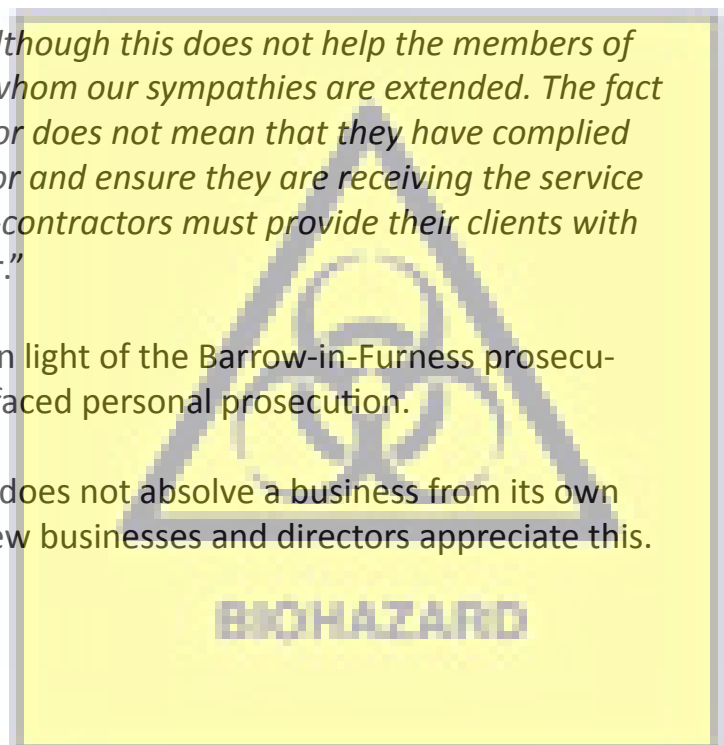 lthough this does not help the members of
whom our sympathies are extended. The fact
or does not mean that they have complied
or and ensure they are receiving the service
-contractors must provide their clients with
t.”
n light of the Barrow-in-Furness prosecu-
faced personal prosecution.
does not absolve a business from its own
ew businesses and directors appreciate this.
BIOHAZARD